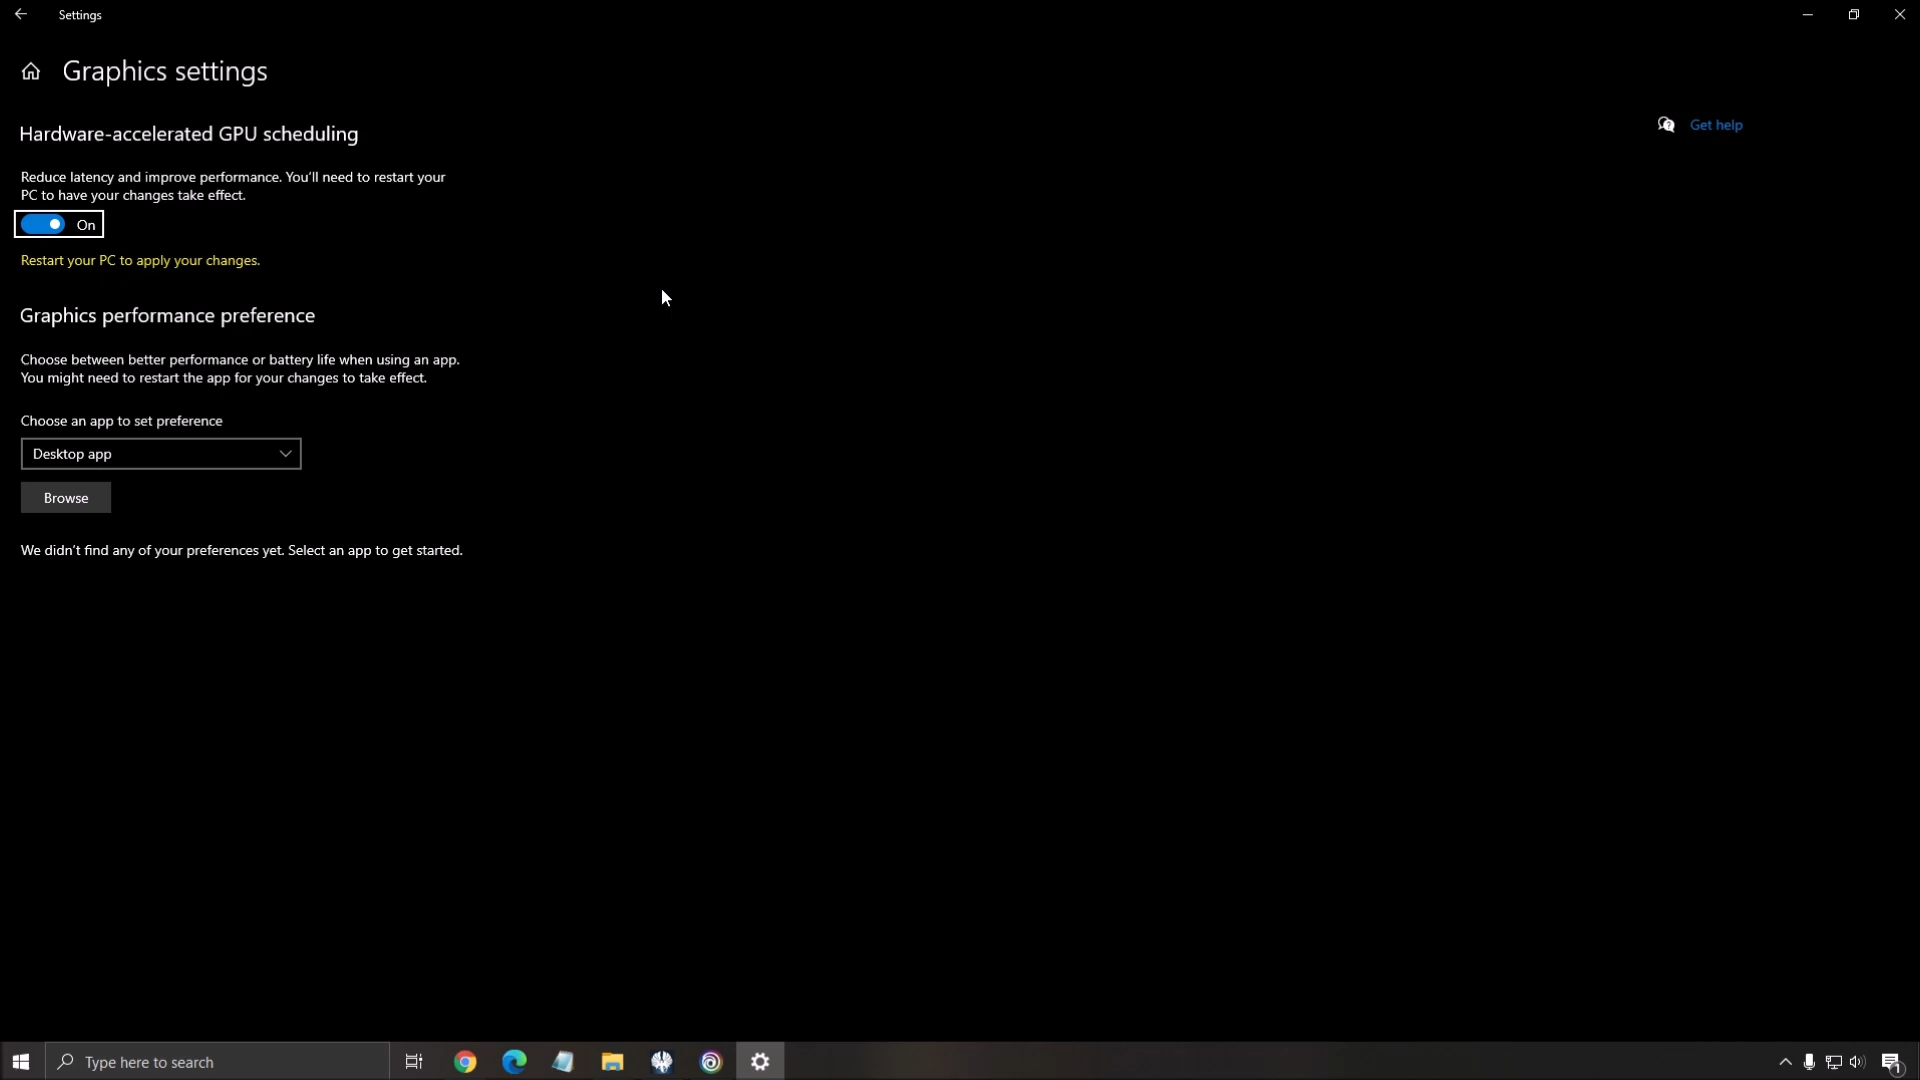 Settings
Graphics settings
Hardware-accelerated GPU scheduling
Get help
Reduce latency and improve performance. You'll need to restart your
PC to have your changes take effect.
On
Restart your PC to apply your changes.
Graphics performance preference
Choose between better performance or battery life when using an app.
You might need to restart the app for your changes to take effect.
Choose an app to set preference
Desktop app
Browse
We didn't find any of your preferences yet. Select an app to get started.
Type here to search
1